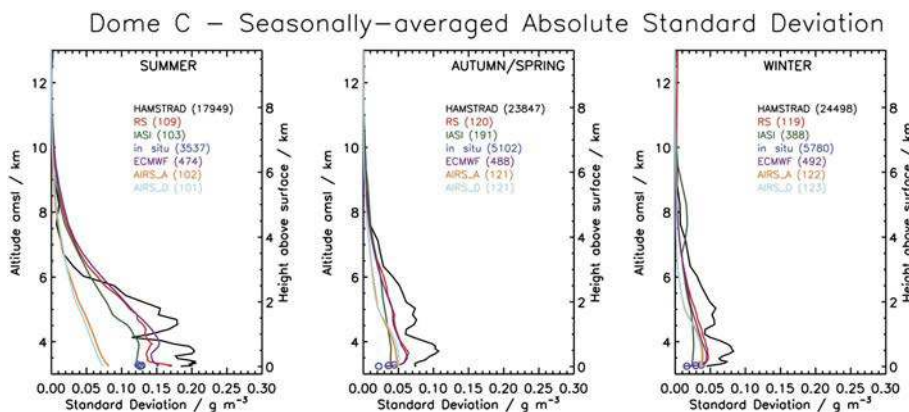 Dome C – Seasonally-averaged Absolute Standard Deviation
SUMMER
HAMSTRAD (17949)
RS (109)
IASI (103)
in situ (3537)
ECMWF (474)
AIRS_A (102)
AIRS_D (101)
12
10
8
6
4
Altitude amsl / km
8
6
4
2
0
Height above surface / km
0.00 0.05 0.10 0.15 0.20 0.25 0.30
Standard Deviation / g m⁻³
AUTUMN/SPRING
HAMSTRAD (23847)
RS (120)
IASI (191)
in situ (5102)
ECMWF (488)
AIRS_A (121)
AIRS_D (121)
12
10
8
6
4
Altitude amsl / km
8
6
4
2
0
Height above surface / km
0.00 0.05 0.10 0.15 0.20 0.25 0.30
Standard Deviation / g m⁻³
WINTER
HAMSTRAD (24498)
RS (119)
IASI (388)
in situ (5780)
ECMWF (492)
AIRS_A (122)
AIRS_D (123)
12
10
8
6
4
Altitude amsl / km
8
6
4
2
0
Height above surface / km
0.00 0.05 0.10 0.15 0.20 0.25 0.30
Standard Deviation / g m⁻³